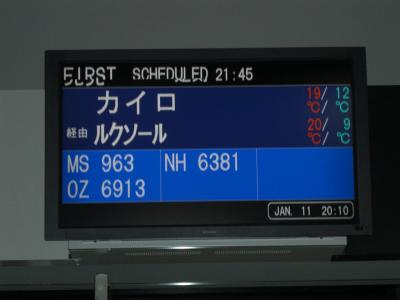 FIRST SCHEDULED 21:45
カイロ 19/ 12
℃/ ℃
経由 ルクソール 20/ 9
℃/ ℃
MS 963 NH 6381
OZ 6913
JAN. 11 20:10